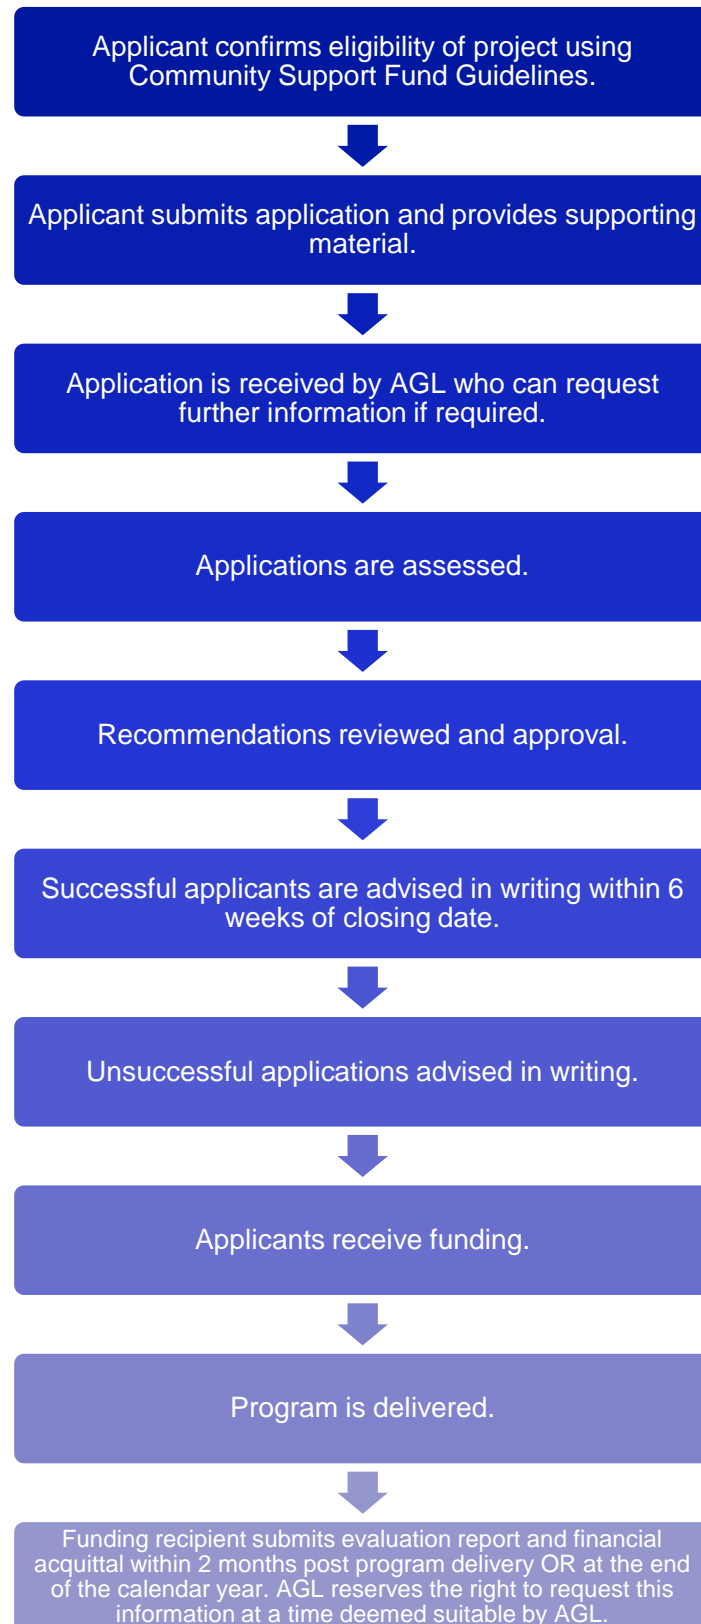 Applicant confirms eligibility of project using
Community Support Fund Guidelines.
Applicant submits application and provides supporting
material.
Application is received by AGL who can request
further information if required.
Applications are assessed.
Recommendations reviewed and approval.
Successful applicants are advised in writing within 6
weeks of closing date.
Unsuccessful applications advised in writing.
Applicants receive funding.
Program is delivered.
Funding recipient submits evaluation report and financial
acquittal within 2 months post program delivery OR at the end
of the calendar year. AGL reserves the right to request this
information at a time deemed suitable by AGL.